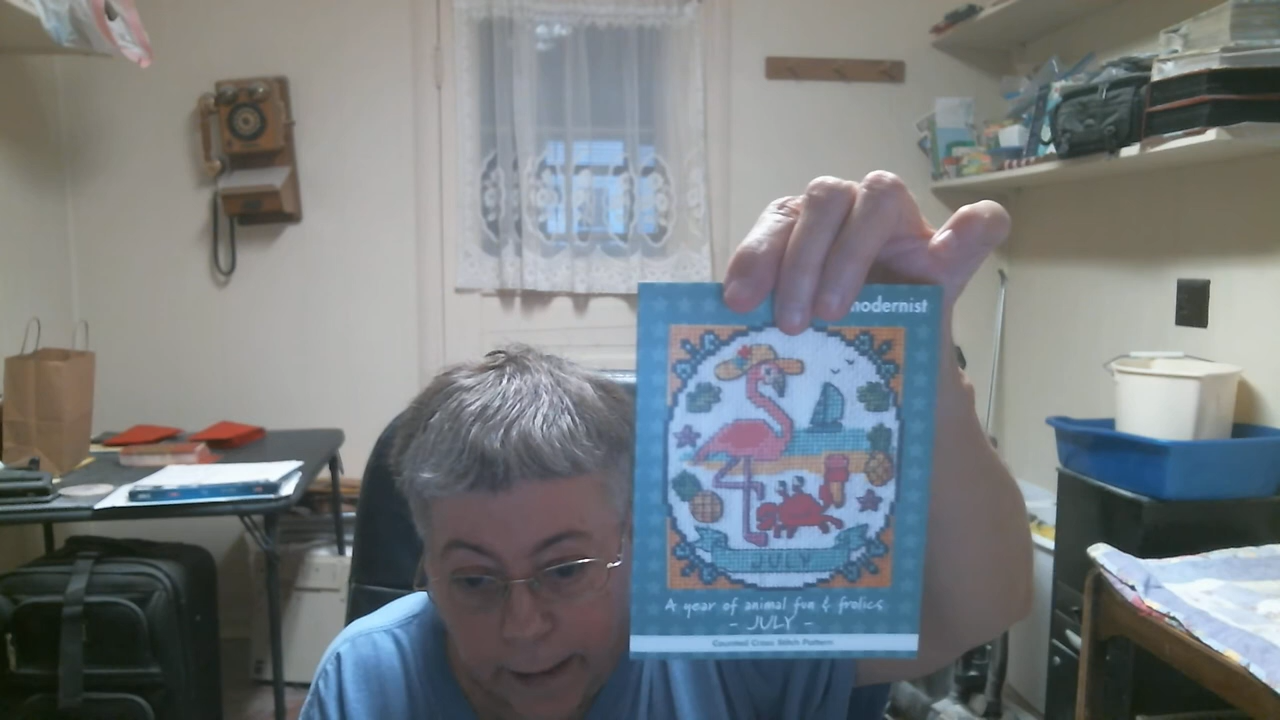 modernist
JULY
A year of animal fun & frolics
- JULY -
Counted Cross Stitch Pattern